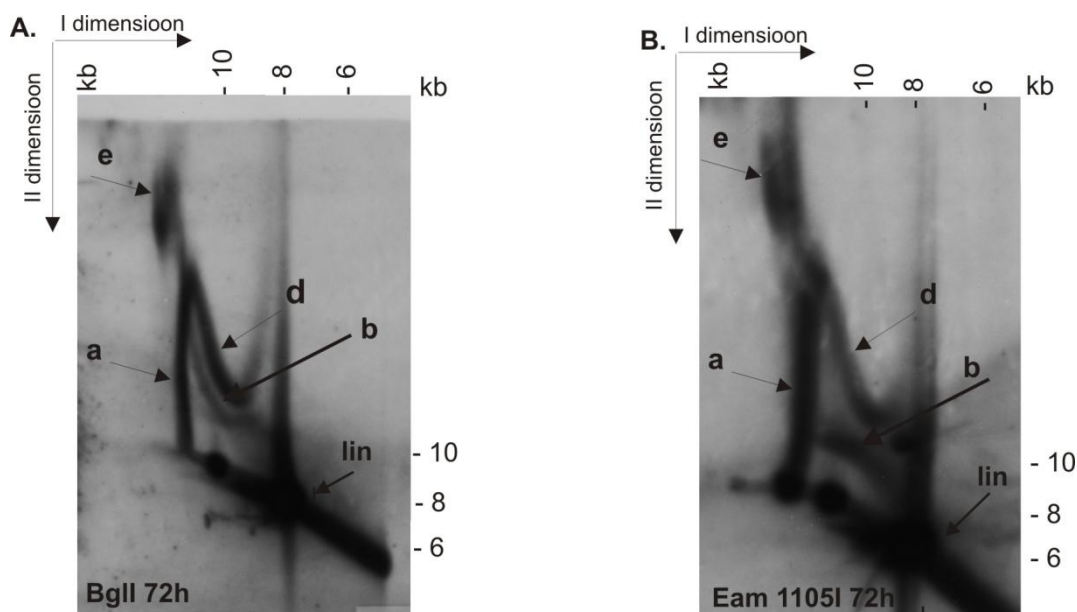 A.
I dimensioon
II dimensioon
kb
10
8
6
kb
e
d
b
a
lin
- 10
- 8
- 6
BglI 72h
B.
I dimensioon
II dimensioon
kb
10
8
6
kb
e
d
b
a
lin
- 10
- 8
- 6
Eam 1105I 72h